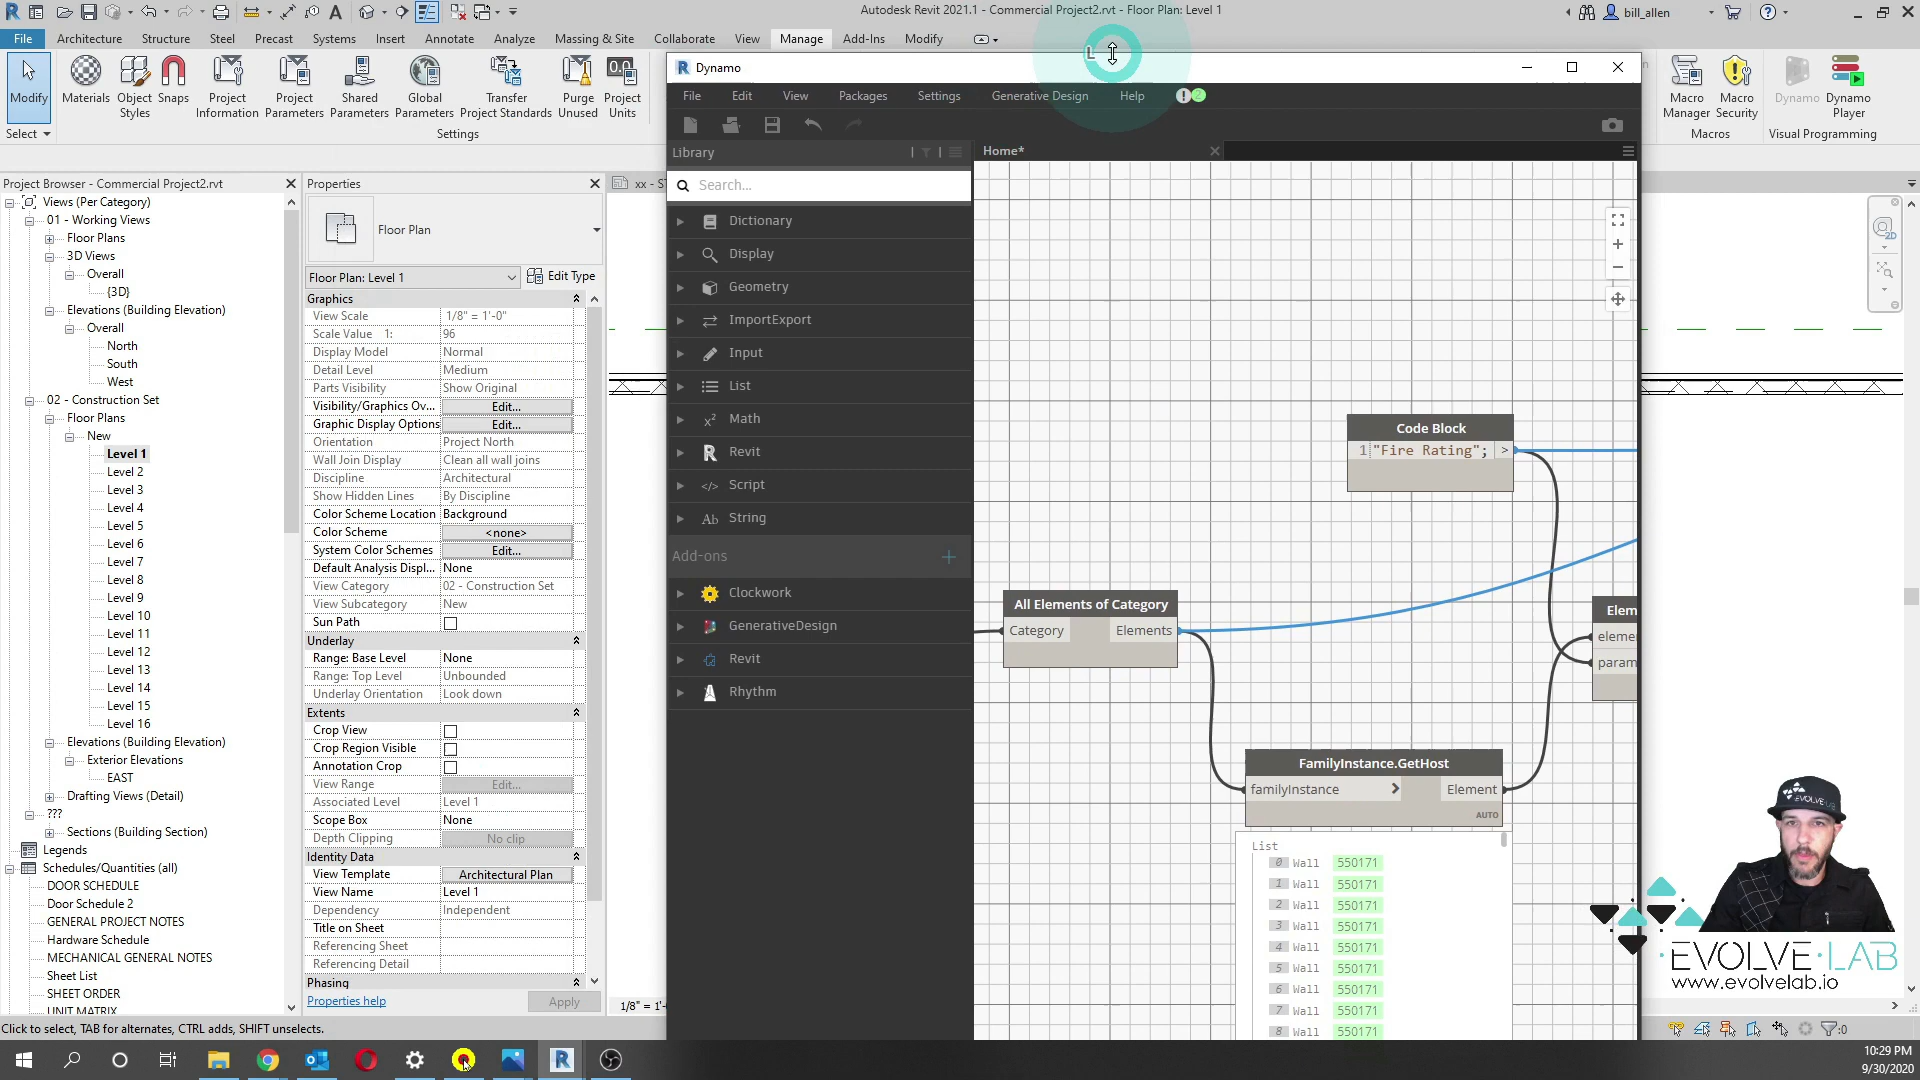 Autodesk Revit 2021.1 - Commercial Project2.rvt - Floor Plan: Level 1
bill_allen
File Architecture Structure Steel Precast Systems Insert Annotate Analyze Massing & Site Collaborate View Manage Add-Ins Modify
Modify
Materials
Object Styles
Snaps
Project Information
Project Parameters
Shared Parameters
Global Parameters
Transfer Project Standards
Purge Unused
Project Units
Macro Manager
Macro Security
Dynamo
Dynamo Player
Select
Settings
Macros
Visual Programming
Project Browser - Commercial Project2.rvt
Views (Per Category)
01 - Working Views
Floor Plans
3D Views
Overall
{3D}
Elevations (Building Elevation)
Overall
North
South
West
02 - Construction Set
Floor Plans
New
Level 1
Level 2
Level 3
Level 4
Level 5
Level 6
Level 7
Level 8
Level 9
Level 10
Level 11
Level 12
Level 13
Level 14
Level 15
Level 16
Elevations (Building Elevation)
Exterior Elevations
EAST
Drafting Views (Detail)
???
Sections (Building Section)
Legends
Schedules/Quantities (all)
DOOR SCHEDULE
Door Schedule 2
GENERAL PROJECT NOTES
Hardware Schedule
MECHANICAL GENERAL NOTES
Sheet List
SHEET ORDER
UNIT MATRIX
Properties
Floor Plan
Floor Plan: Level 1
Edit Type
Graphics
View Scale 1/8" = 1'-0"
Scale Value 1: 96
Display Model Normal
Detail Level Medium
Parts Visibility Show Original
Visibility/Graphics Ov... Edit...
Graphic Display Options Edit...
Orientation Project North
Wall Join Display Clean all wall joins
Discipline Architectural
Show Hidden Lines By Discipline
Color Scheme Location Background
Color Scheme <none>
System Color Schemes Edit...
Default Analysis Displ... None
View Category 02 - Construction Set
View Subcategory New
Sun Path
Underlay
Range: Base Level None
Range: Top Level Unbounded
Underlay Orientation Look down
Extents
Crop View
Crop Region Visible
Annotation Crop
View Range Edit...
Associated Level Level 1
Scope Box None
Depth Clipping No clip
Identity Data
View Template Architectural Plan
View Name Level 1
Dependency Independent
Title on Sheet
Referencing Sheet
Referencing Detail
Phasing
Properties help
Apply
xx - S
1/8" = 1'-
Dynamo
L
File Edit View Packages Settings Generative Design Help ! 2
Library
Home*
Search...
Dictionary
Display
Geometry
ImportExport
Input
List
Math
Revit
Script
String
Add-ons
Clockwork
GenerativeDesign
Revit
Rhythm
Code Block
1 "Fire Rating"; >
All Elements of Category
Category Elements
Elem
eleme
param
FamilyInstance.GetHost
familyInstance > Element
AUTO
List
0 Wall 550171
1 Wall 550171
2 Wall 550171
3 Wall 550171
4 Wall 550171
5 Wall 550171
6 Wall 550171
7 Wall 550171
8 Wall 550171
2D
EVOLVE LAB
EVOLVE LAB
www.evolvelab.io
Click to select, TAB for alternates, CTRL adds, SHIFT unselects.
:0
10:29 PM
9/30/2020